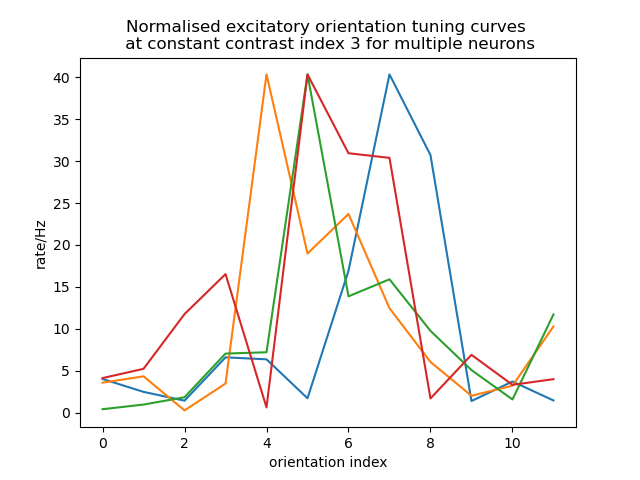 Normalised excitatory orientation tuning curves
at constant contrast index 3 for multiple neurons
40
35
30
25
20
15
10
5
0
rate/Hz
0 2 4 6 8 10
orientation index